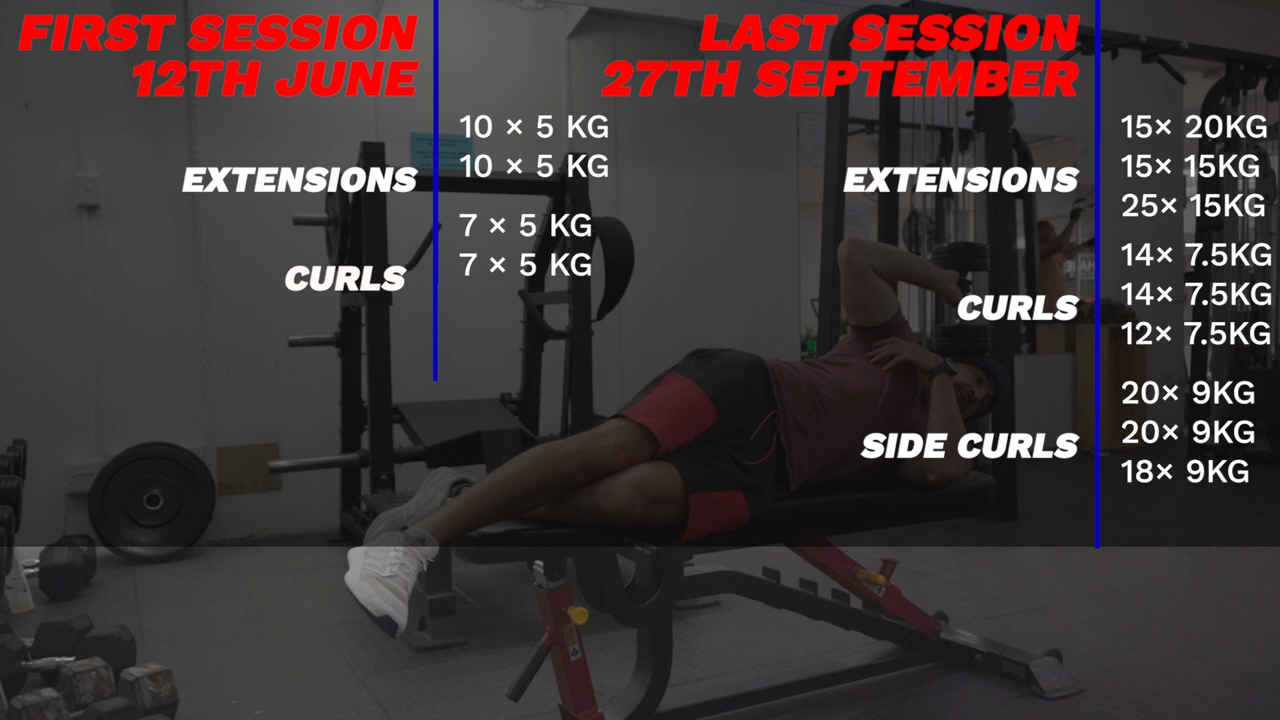 FIRST SESSION
12TH JUNE
EXTENSIONS
10 × 5 KG
10 × 5 KG
CURLS
7 × 5 KG
7 × 5 KG
LAST SESSION
27TH SEPTEMBER
EXTENSIONS
15× 20KG
15× 15KG
25× 15KG
CURLS
14× 7.5KG
14× 7.5KG
12× 7.5KG
SIDE CURLS
20× 9KG
20× 9KG
18× 9KG